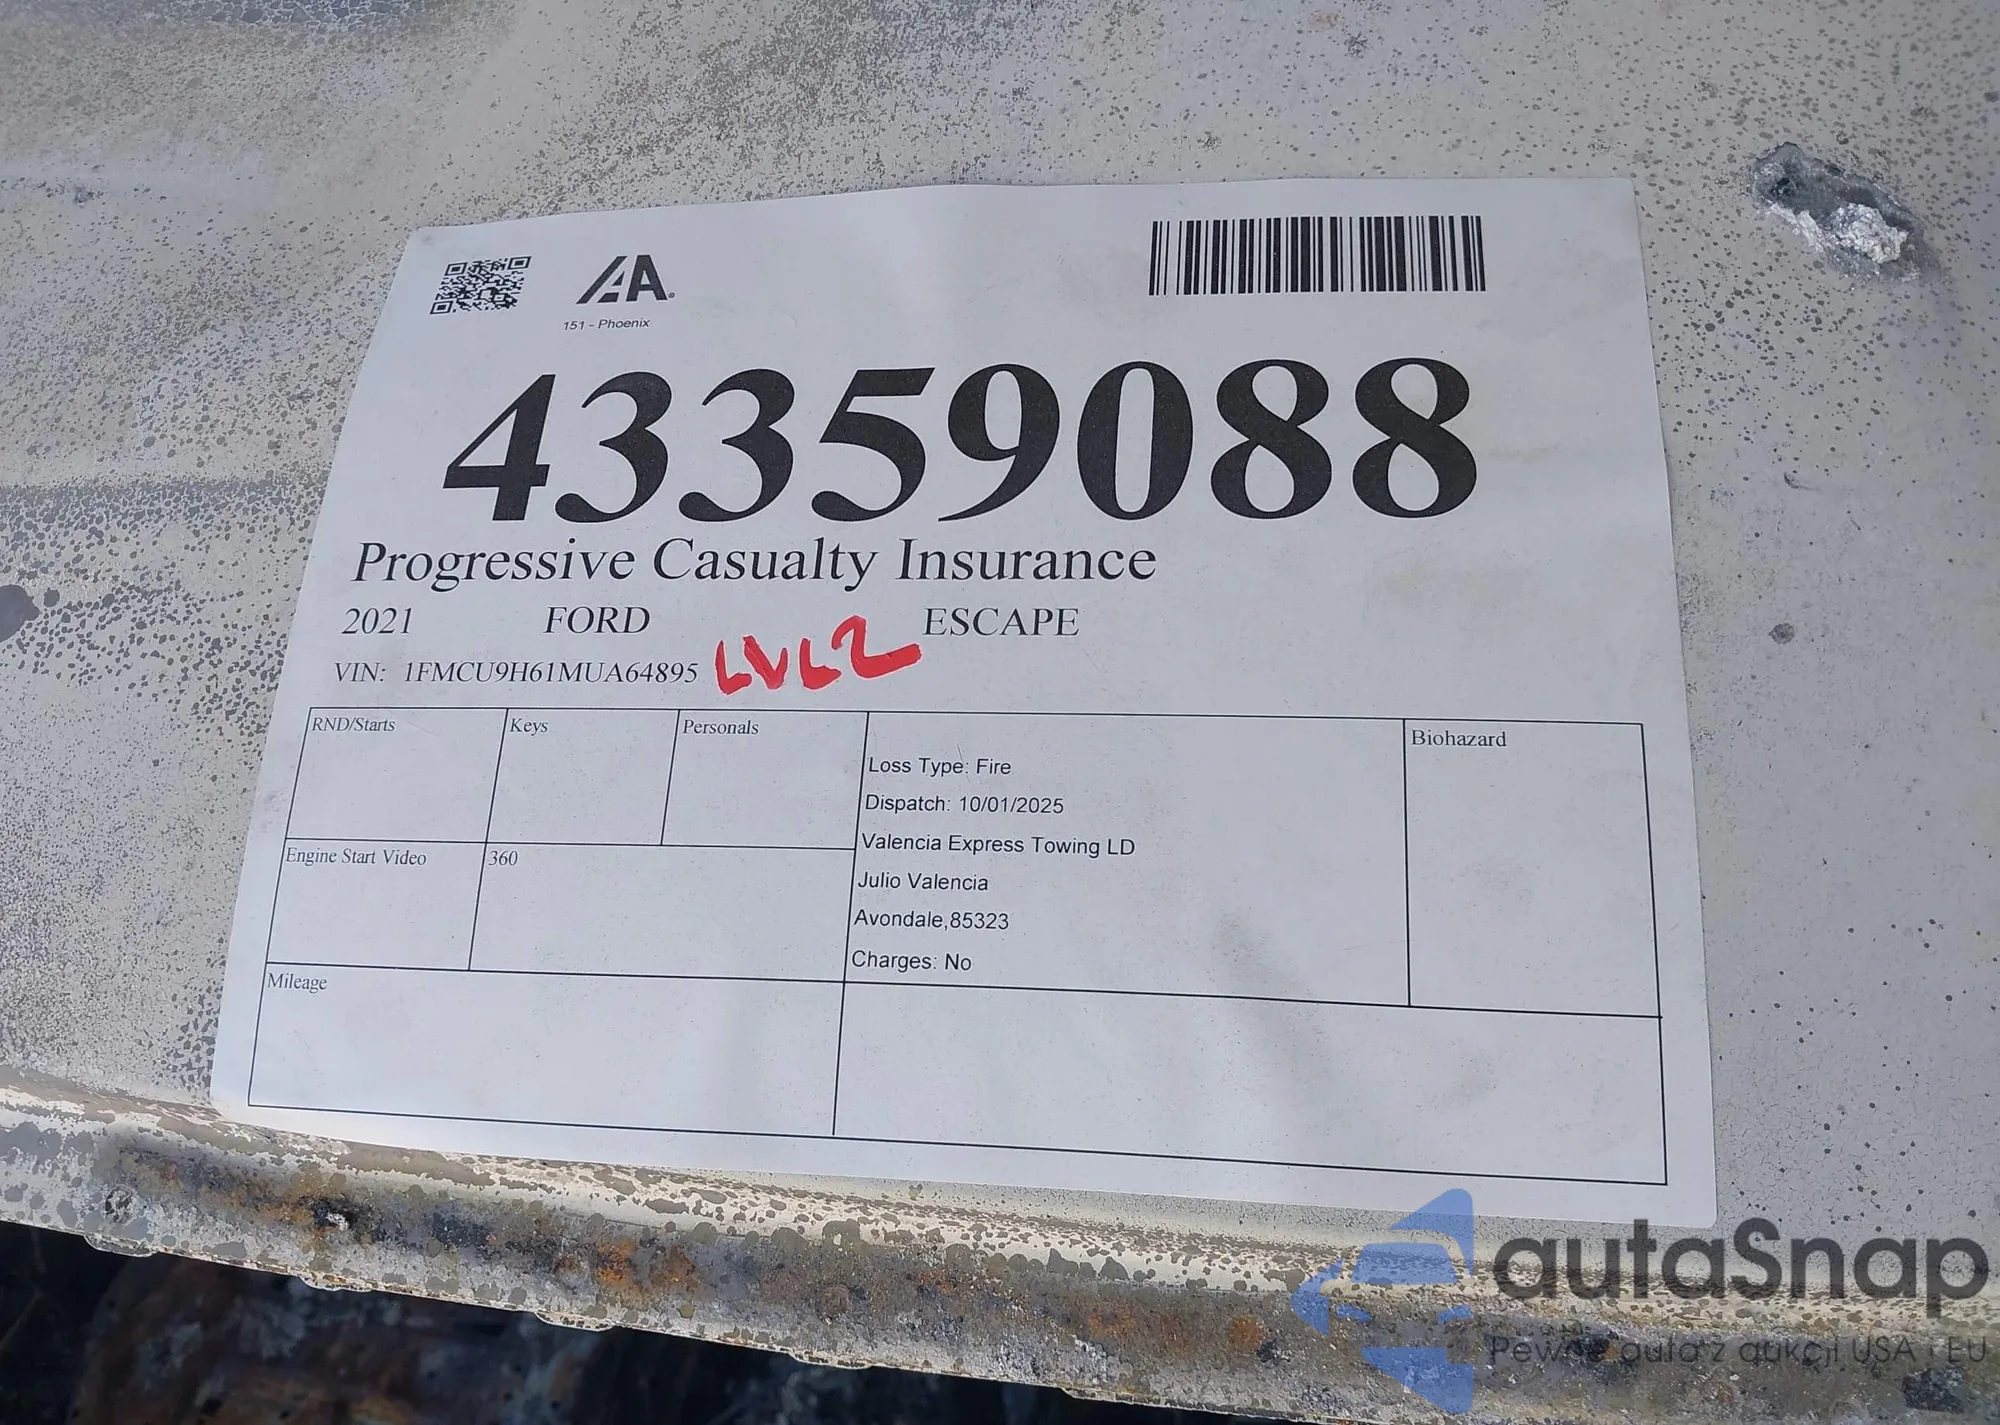 IAA
151 - Phoenix
43359088
Progressive Casualty Insurance
2021 FORD ESCAPE
VIN: 1FMCU9H61MUA64895 LVL2
RND/Starts Keys Personals Biohazard
Loss Type: Fire
Dispatch: 10/01/2025
Valencia Express Towing LD
Engine Start Video 360
Julio Valencia
Avondale,85323
Charges: No
Mileage
autaSnap
Pewne auta z aukcji USA i EU